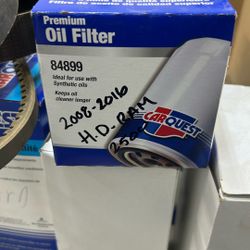 Premium
Oil Filter
84899
Ideal for use with
Synthetic oils
Keeps oil
cleaner longer
2008-2016
H.D. RAM
2500
CARQUEST